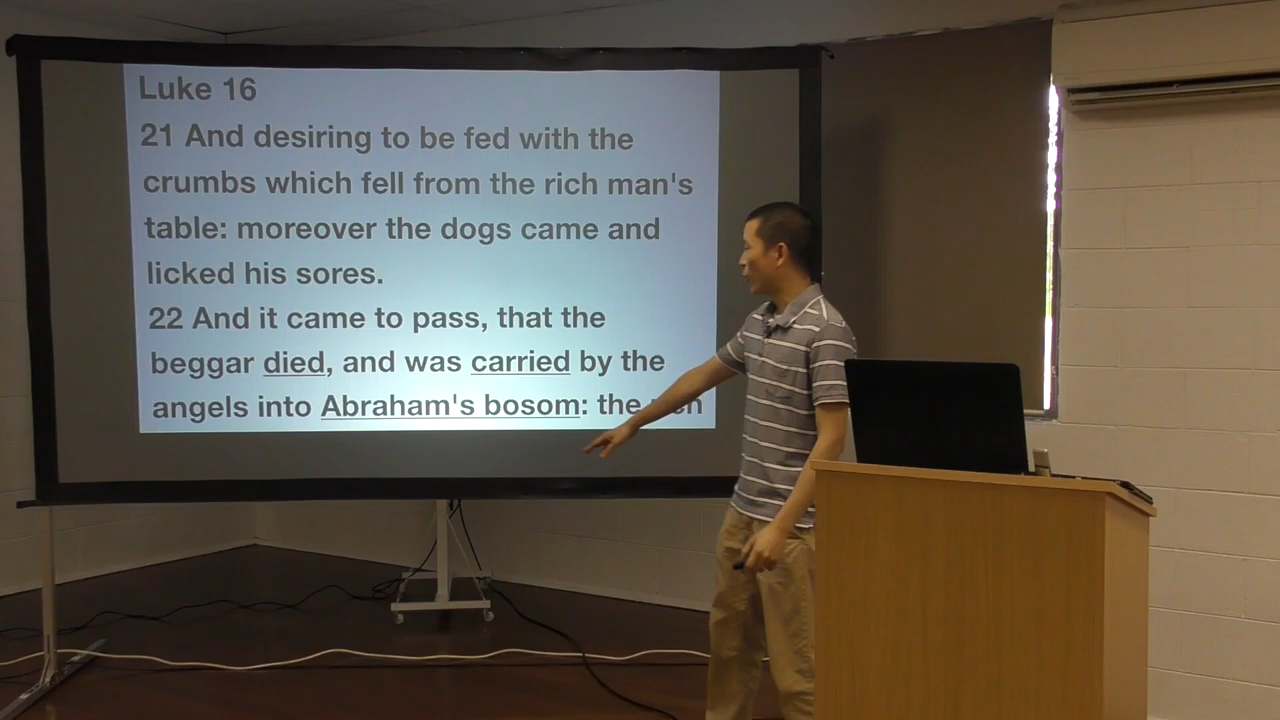 Luke 16
21 And desiring to be fed with the
crumbs which fell from the rich man's
table: moreover the dogs came and
licked his sores.
22 And it came to pass, that the
beggar died, and was carried by the
angels into Abraham's bosom: the